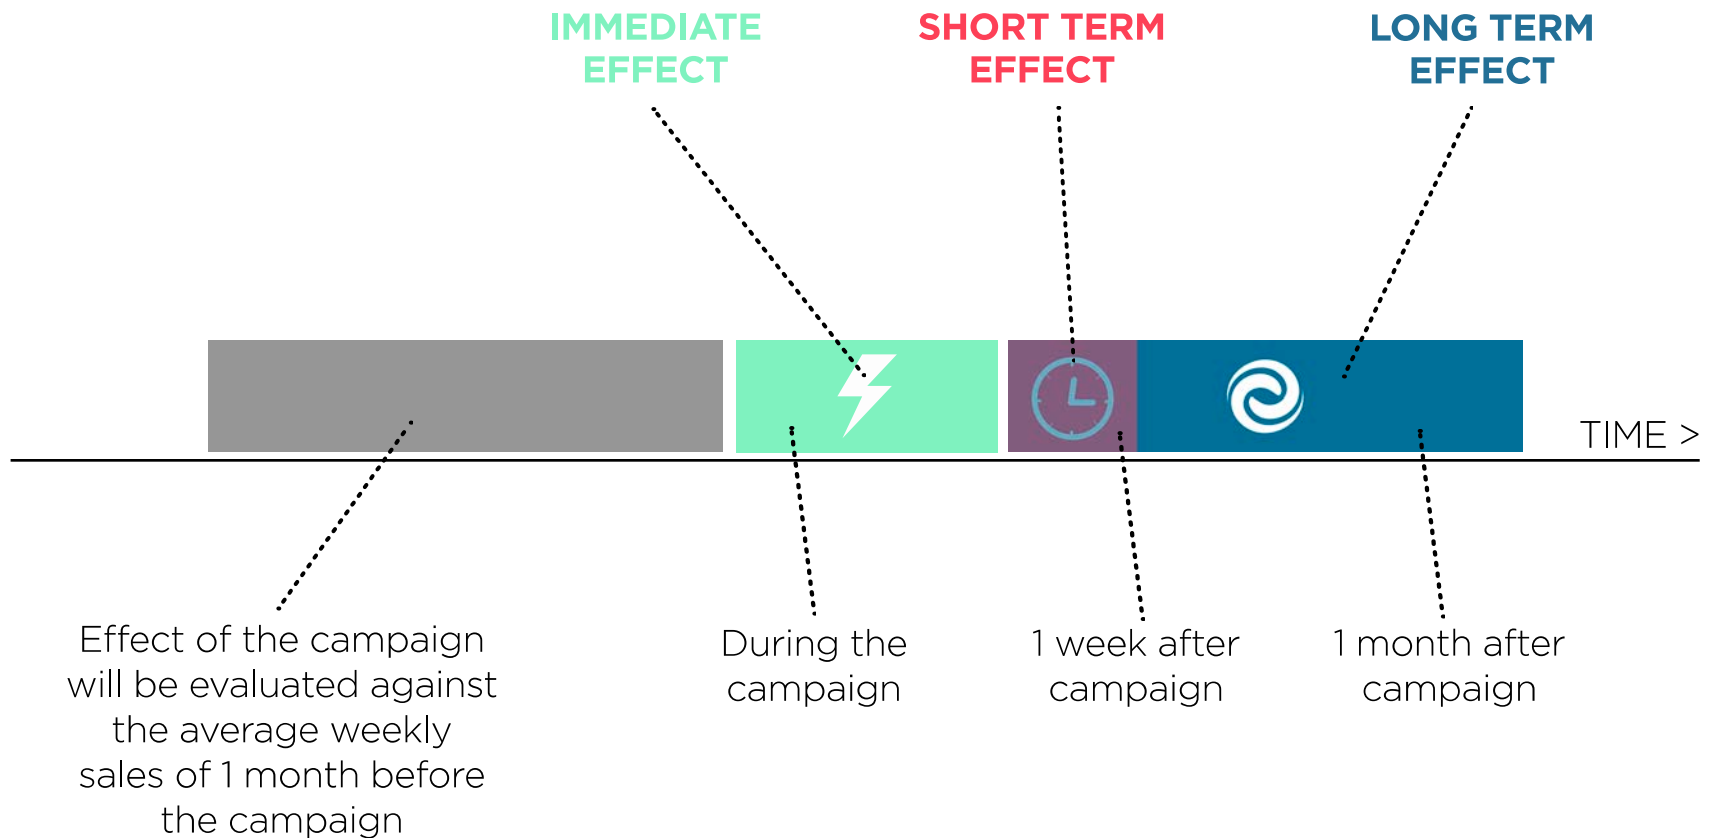 IMMEDIATE
EFFECT
SHORT TERM
EFFECT
LONG TERM
EFFECT
TIME >
Effect of the campaign
will be evaluated against
the average weekly
sales of 1 month before
the campaign
During the
campaign
1 week after
campaign
1 month after
campaign